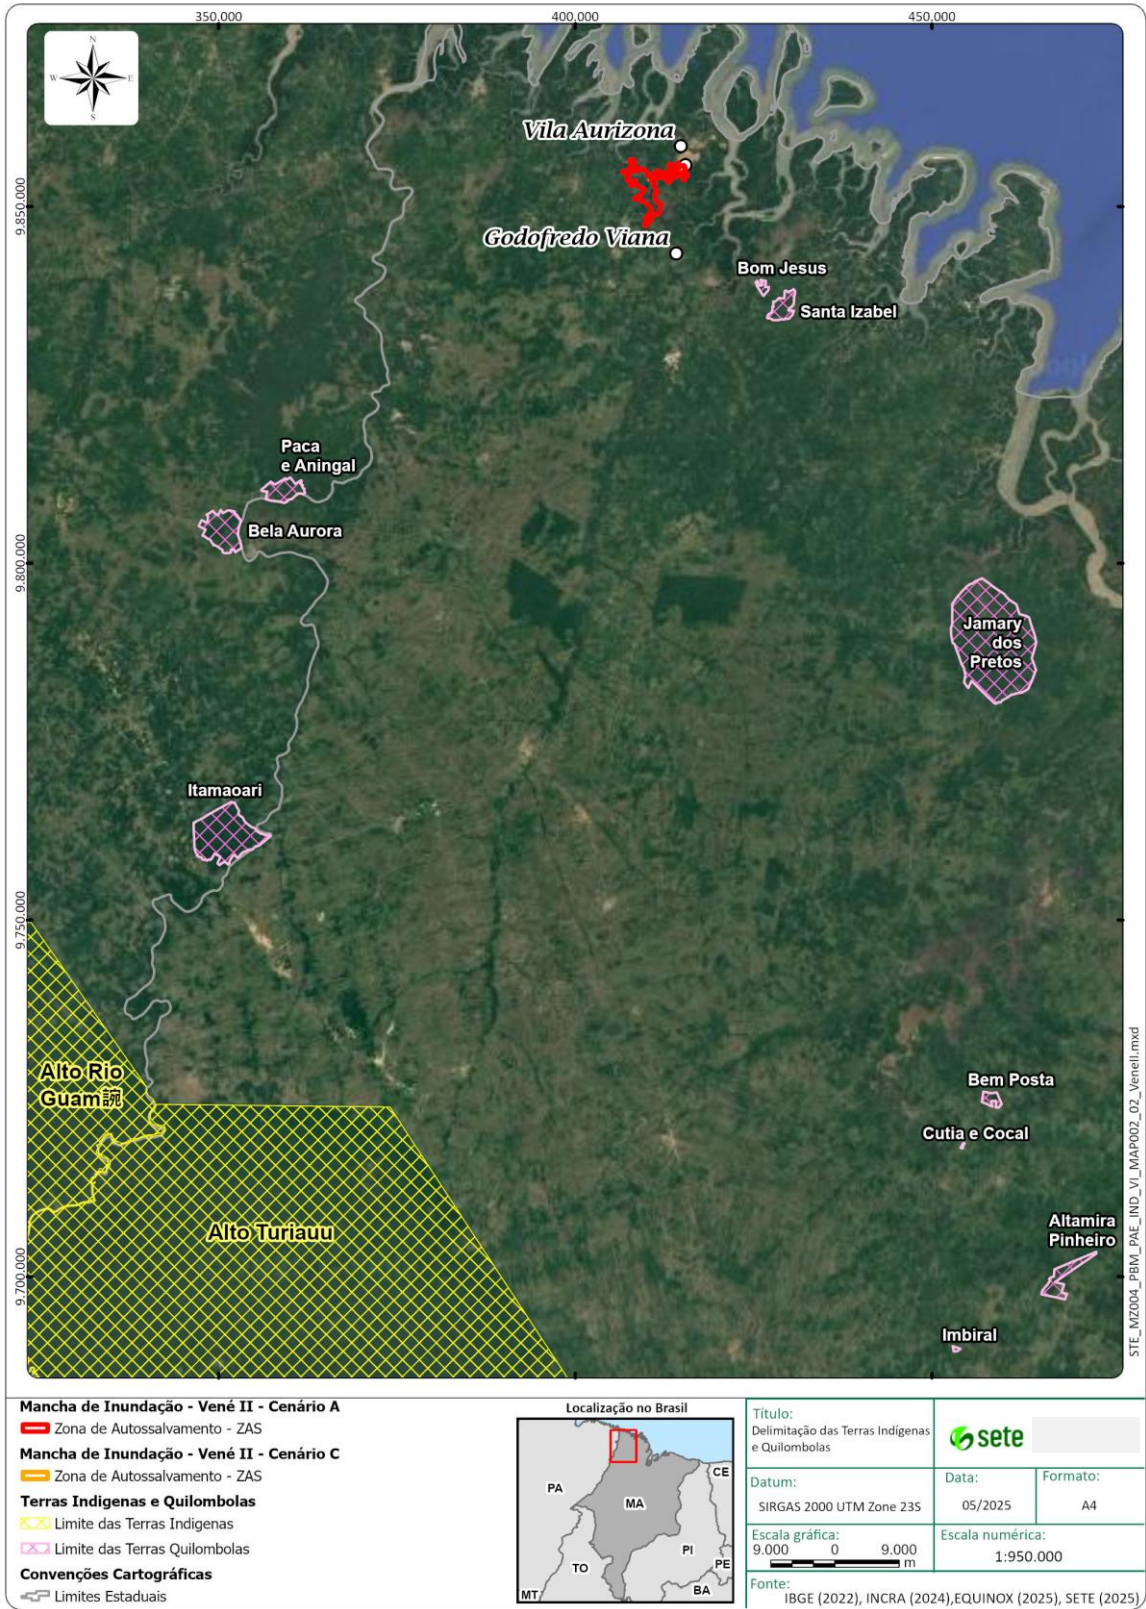 350.000
400.000
450.000
N
W
E
S
Vila Aurizona
9.850.000
Godofredo Viana
Bom Jesus
Santa Izabel
Paca
e Aningal
Bela Aurora
9.800.000
Jamary
dos
Pretos
Itamaoari
9.750.000
Alto Rio
Guam誐
Bem Posta
Cutia e Cocal
Alto Turiauu
Altamira
Pinheiro
9.700.000
Imbiral
STE_MZ004_PBM_PAE_IND_VI_MAP002_02_VeneII.mxd
Mancha de Inundação - Vené II - Cenário A
Zona de Autossalvamento - ZAS
Mancha de Inundação - Vené II - Cenário C
Zona de Autossalvamento - ZAS
Terras Indigenas e Quilombolas
Limite das Terras Indigenas
Limite das Terras Quilombolas
Convenções Cartográficas
Limites Estaduais
Localização no Brasil
PA
MA
CE
TO
PI
PE
MT
BA
Título:
Delimitação das Terras Indígenas
e Quilombolas
sete
Datum:
SIRGAS 2000 UTM Zone 23S
Data:
05/2025
Formato:
A4
Escala gráfica:
9.000 0 9.000
m
Escala numérica:
1:950.000
Fonte:
IBGE (2022), INCRA (2024),EQUINOX (2025), SETE (2025)